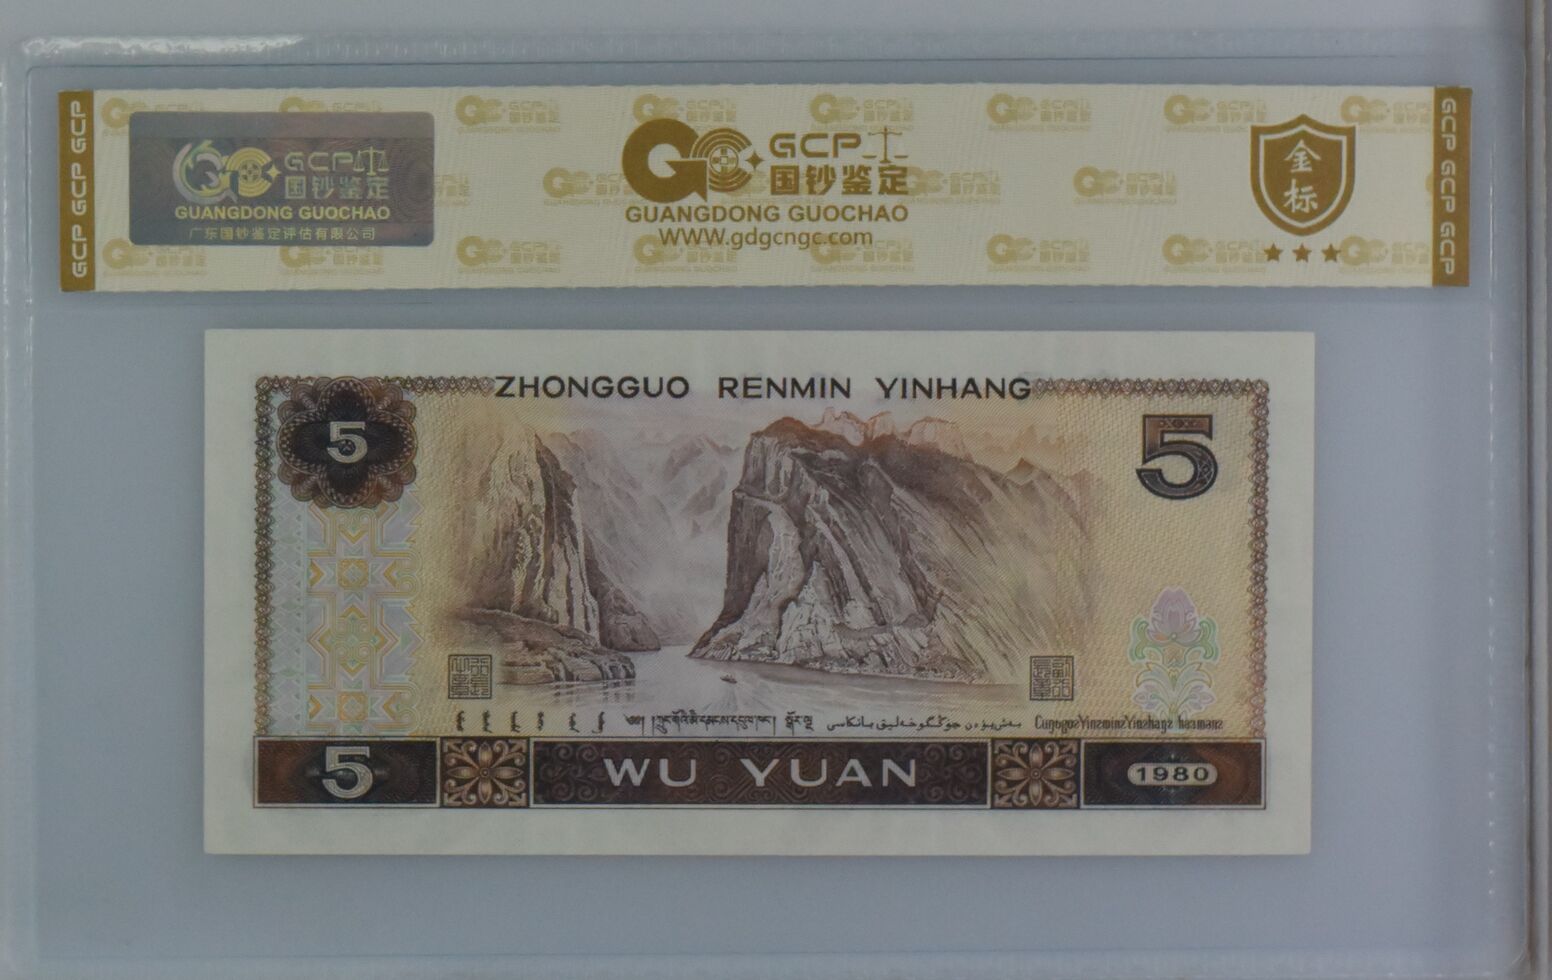 GCP GCP GCP
GCP
国钞鉴定
GUANGDONG GUOCHAO
广东国钞鉴定评估有限公司
GCP
国钞鉴定
GUANGDONG GUOCHAO
WWW.gdgcngc.com
金标
GCP GCP GCP
ZHONGGUO RENMIN YINHANG
5
5
5
WU YUAN
1980